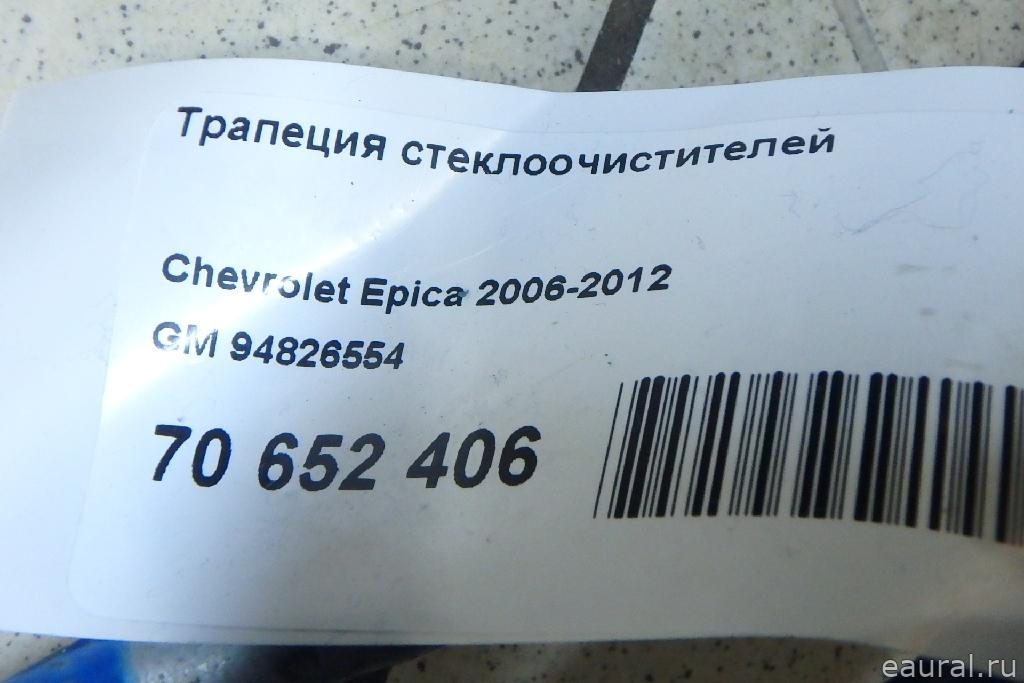 Трапеция стеклоочистителей
Chevrolet Epica 2006-2012
GM 94826554
70 652 406
eaural.ru